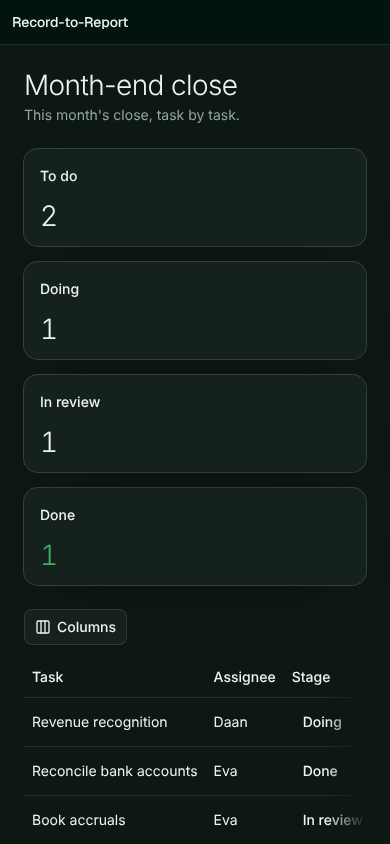 Record-to-Report
Month-end close
This month's close, task by task.
To do
2
Doing
1
In review
1
Done
1
Columns
Task Assignee Stage
Revenue recognition Daan Doing
Reconcile bank accounts Eva Done
Book accruals Eva In review